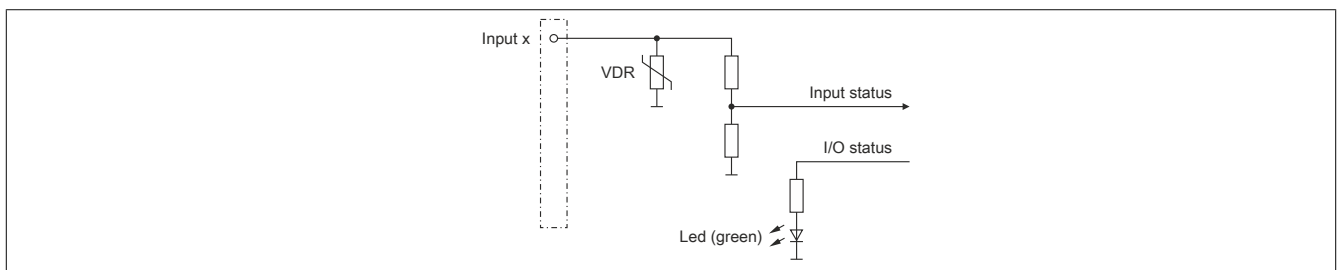 Input x
VDR
Input status
I/O status
Led (green)